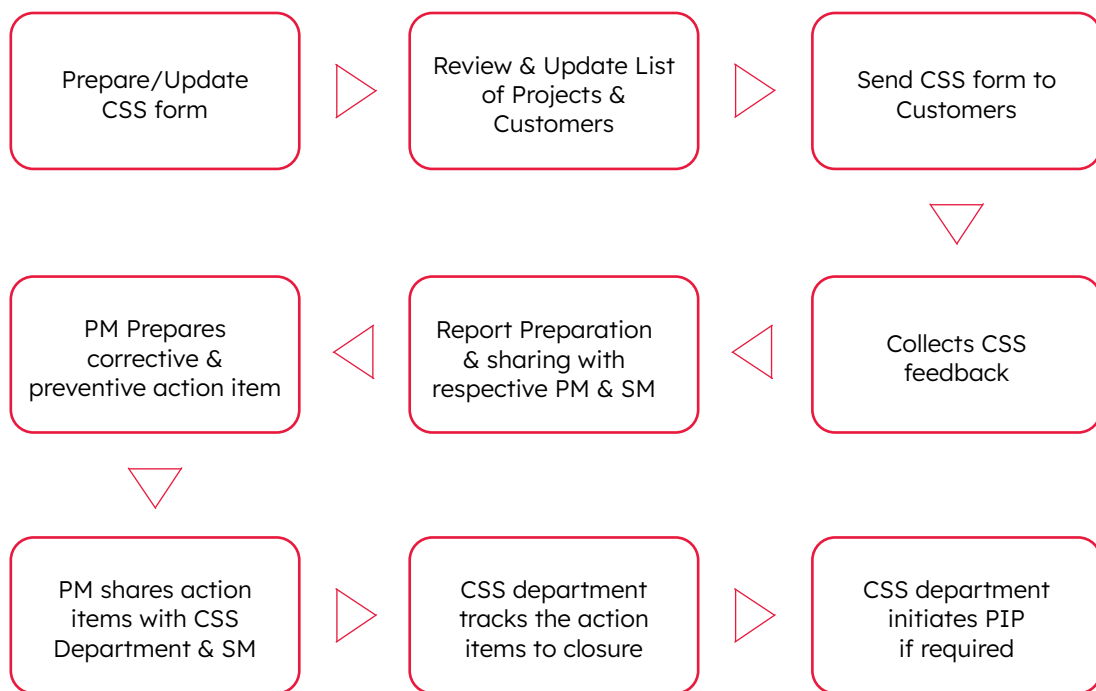 Prepare/Update
CSS form
Review & Update List
of Projects &
Customers
Send CSS form to
Customers
Collects CSS
feedback
Report Preparation
& sharing with
respective PM & SM
PM Prepares
corrective &
preventive action item
PM shares action
items with CSS
Department & SM
CSS department
tracks the action
items to closure
CSS department
initiates PIP
if required